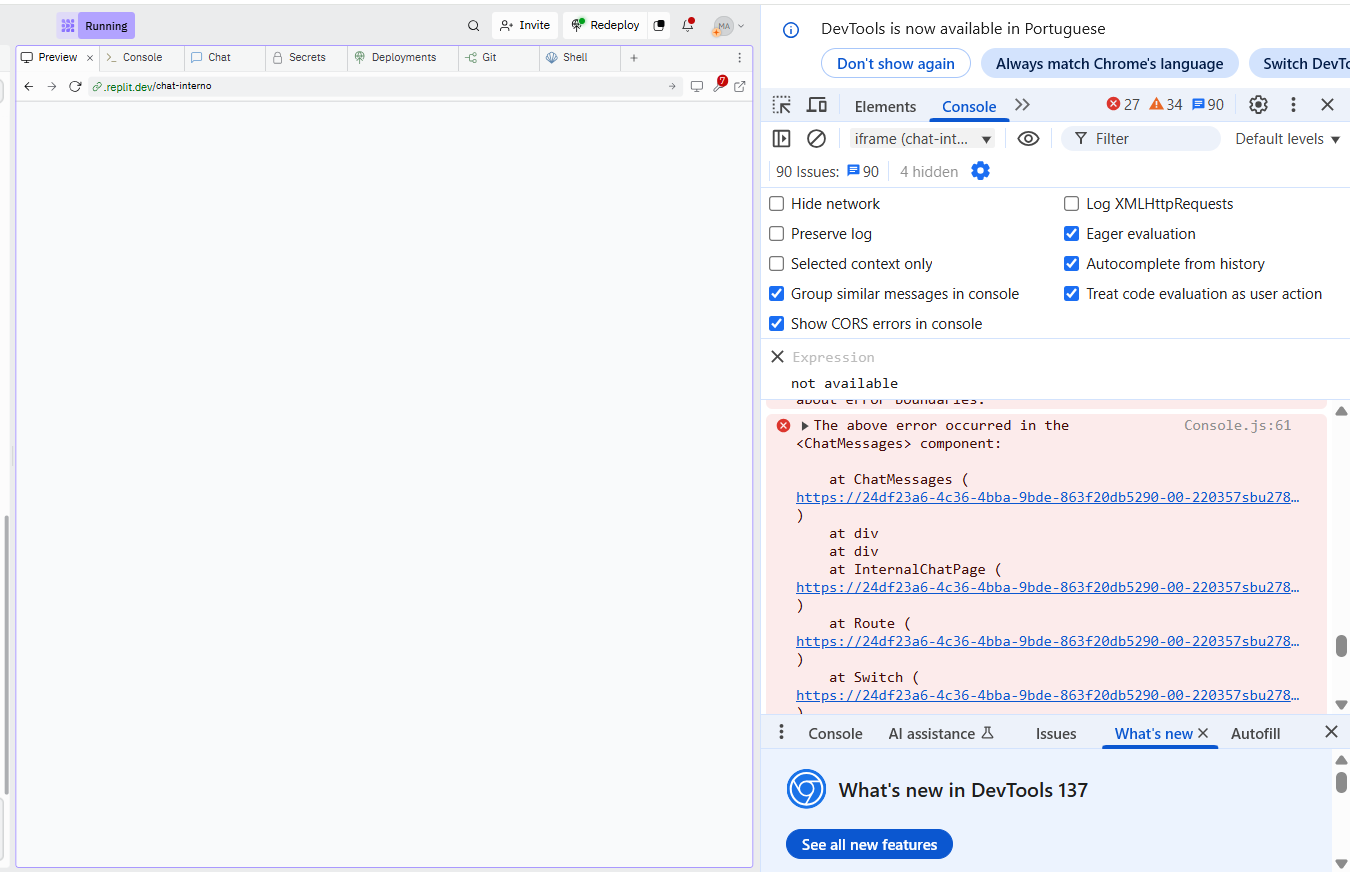 Running
Invite
Redeploy
MA
Preview
Console
Chat
Secrets
Deployments
Git
Shell
.replit.dev/chat-interno
7
DevTools is now available in Portuguese
Don't show again
Always match Chrome's language
Switch DevTo
Elements
Console
27
34
90
iframe (chat-int...
Filter
Default levels
90 Issues:
90
4 hidden
Hide network
Log XMLHttpRequests
Preserve log
Eager evaluation
Selected context only
Autocomplete from history
Group similar messages in console
Treat code evaluation as user action
Show CORS errors in console
Expression
not available
about error boundaries.
The above error occurred in the
Console.js:61
<ChatMessages> component:
at ChatMessages (
https://24df23a6-4c36-4bba-9bde-863f20db5290-00-220357sbu278…
)
at div
at div
at InternalChatPage (
https://24df23a6-4c36-4bba-9bde-863f20db5290-00-220357sbu278…
)
at Route (
https://24df23a6-4c36-4bba-9bde-863f20db5290-00-220357sbu278…
)
at Switch (
https://24df23a6-4c36-4bba-9bde-863f20db5290-00-220357sbu278…
)
Console
AI assistance
Issues
What's new
Autofill
What's new in DevTools 137
See all new features